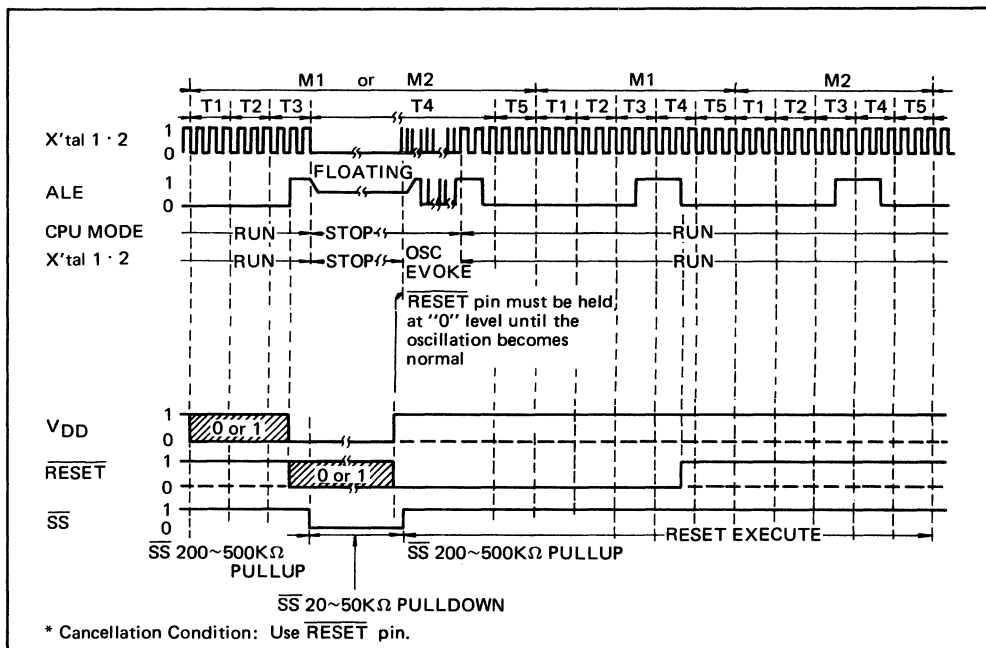 M1 or M2 M1 M2
T1 T2 T3 T4 T5 T1 T2 T3 T4 T5 T1 T2 T3 T4 T5
X'tal 1 · 2 1 0
FLOATING
ALE 1 0
CPU MODE RUN STOP RUN
X'tal 1 · 2 RUN STOP OSC EVOKE RUN
RESET pin must be held,
at "0" level until the
oscillation becomes
normal
VDD 1 0 0 or 1
RESET 1 0 0 or 1
SS 1 0
RESET EXECUTE
SS 200~500KΩ PULLUP
SS 200~500KΩ PULLUP
SS 20~50KΩ PULLDOWN
* Cancellation Condition: Use RESET pin.